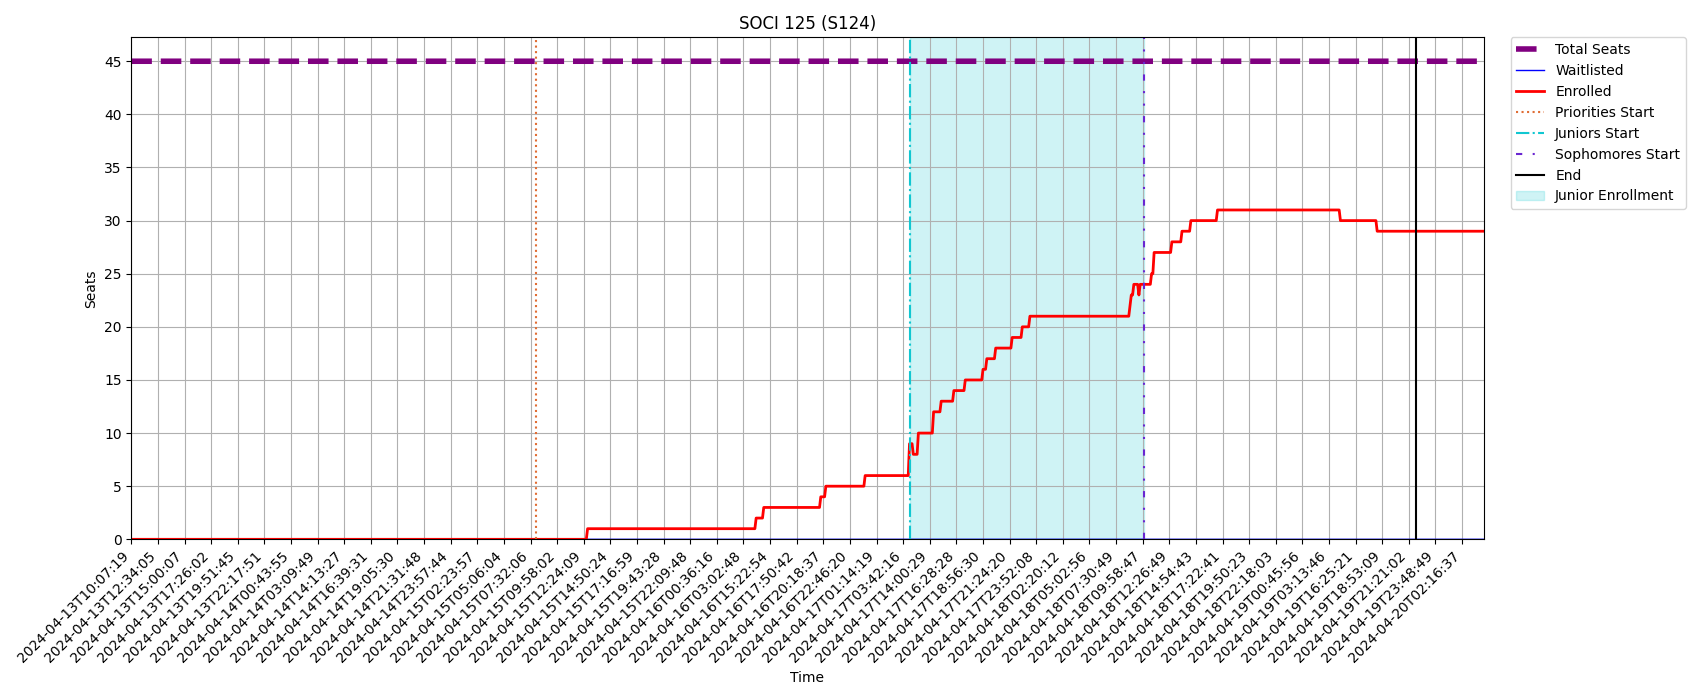 SOCI 125 (S124)
Total Seats
Waitlisted
Enrolled
Priorities Start
Juniors Start
Sophomores Start
End
Junior Enrollment
Seats
45
40
35
30
25
20
15
10
5
0
2024-04-13T10:07:19
2024-04-13T12:34:05
2024-04-13T15:00:07
2024-04-13T17:26:02
2024-04-13T19:51:45
2024-04-13T22:17:51
2024-04-14T00:43:55
2024-04-14T03:09:49
2024-04-14T14:13:27
2024-04-14T16:39:31
2024-04-14T19:05:30
2024-04-14T21:31:48
2024-04-14T23:57:44
2024-04-15T02:23:57
2024-04-15T05:06:04
2024-04-15T07:32:06
2024-04-15T09:58:02
2024-04-15T12:24:09
2024-04-15T14:50:24
2024-04-15T17:16:59
2024-04-15T19:43:28
2024-04-15T22:09:48
2024-04-16T00:36:16
2024-04-16T03:02:48
2024-04-16T15:22:54
2024-04-16T17:50:42
2024-04-16T20:18:37
2024-04-16T22:46:20
2024-04-17T01:14:19
2024-04-17T03:42:16
2024-04-17T14:00:29
2024-04-17T16:28:28
2024-04-17T18:56:30
2024-04-17T21:24:20
2024-04-17T23:52:08
2024-04-18T02:20:12
2024-04-18T05:02:56
2024-04-18T07:30:49
2024-04-18T09:58:47
2024-04-18T12:26:49
2024-04-18T14:54:43
2024-04-18T17:22:41
2024-04-18T19:50:23
2024-04-18T22:18:03
2024-04-19T00:45:56
2024-04-19T03:13:46
2024-04-19T16:25:21
2024-04-19T18:53:09
2024-04-19T21:21:02
2024-04-19T23:48:49
2024-04-20T02:16:37
Time